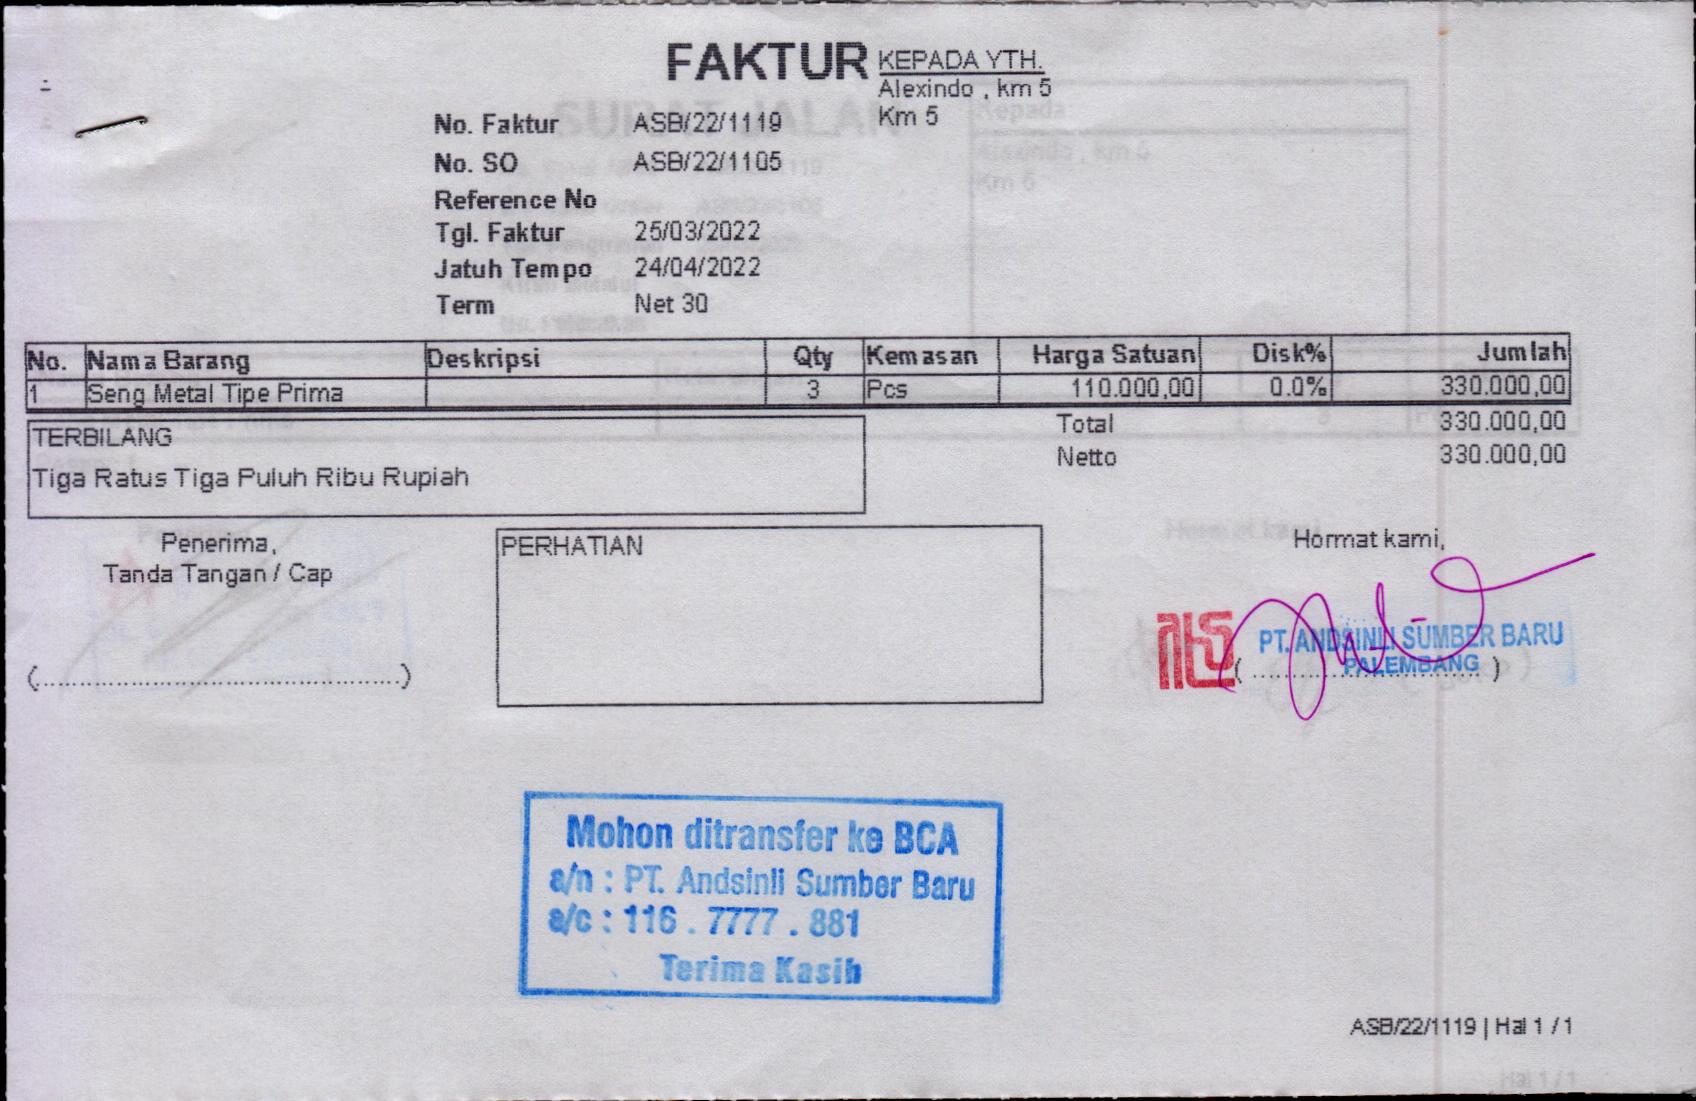 FAKTUR
KEPADA YTH.
Alexindo , km 5
Km 5
No. Faktur ASB/22/1119
No. SO ASB/22/1105
Reference No
Tgl. Faktur 25/03/2022
Jatuh Tempo 24/04/2022
Term Net 30
No. Nama Barang Deskripsi Qty Kemasan Harga Satuan Disk% Jumlah
1 Seng Metal Tipe Prima 3 Pcs 110.000,00 0.0% 330.000,00
Total 330.000,00
Netto 330.000,00
TERBILANG
Tiga Ratus Tiga Puluh Ribu Rupiah
Penerima,
Tanda Tangan / Cap
(..................................................)
PERHATIAN
Hormat kami,
PT. ANDSINLI SUMBER BARU
PALEMBANG
Mohon ditransfer ke BCA
a/n : PT. Andsinli Sumber Baru
a/c : 116 . 7777 . 881
Terima Kasih
ASB/22/1119 | Hal 1 / 1